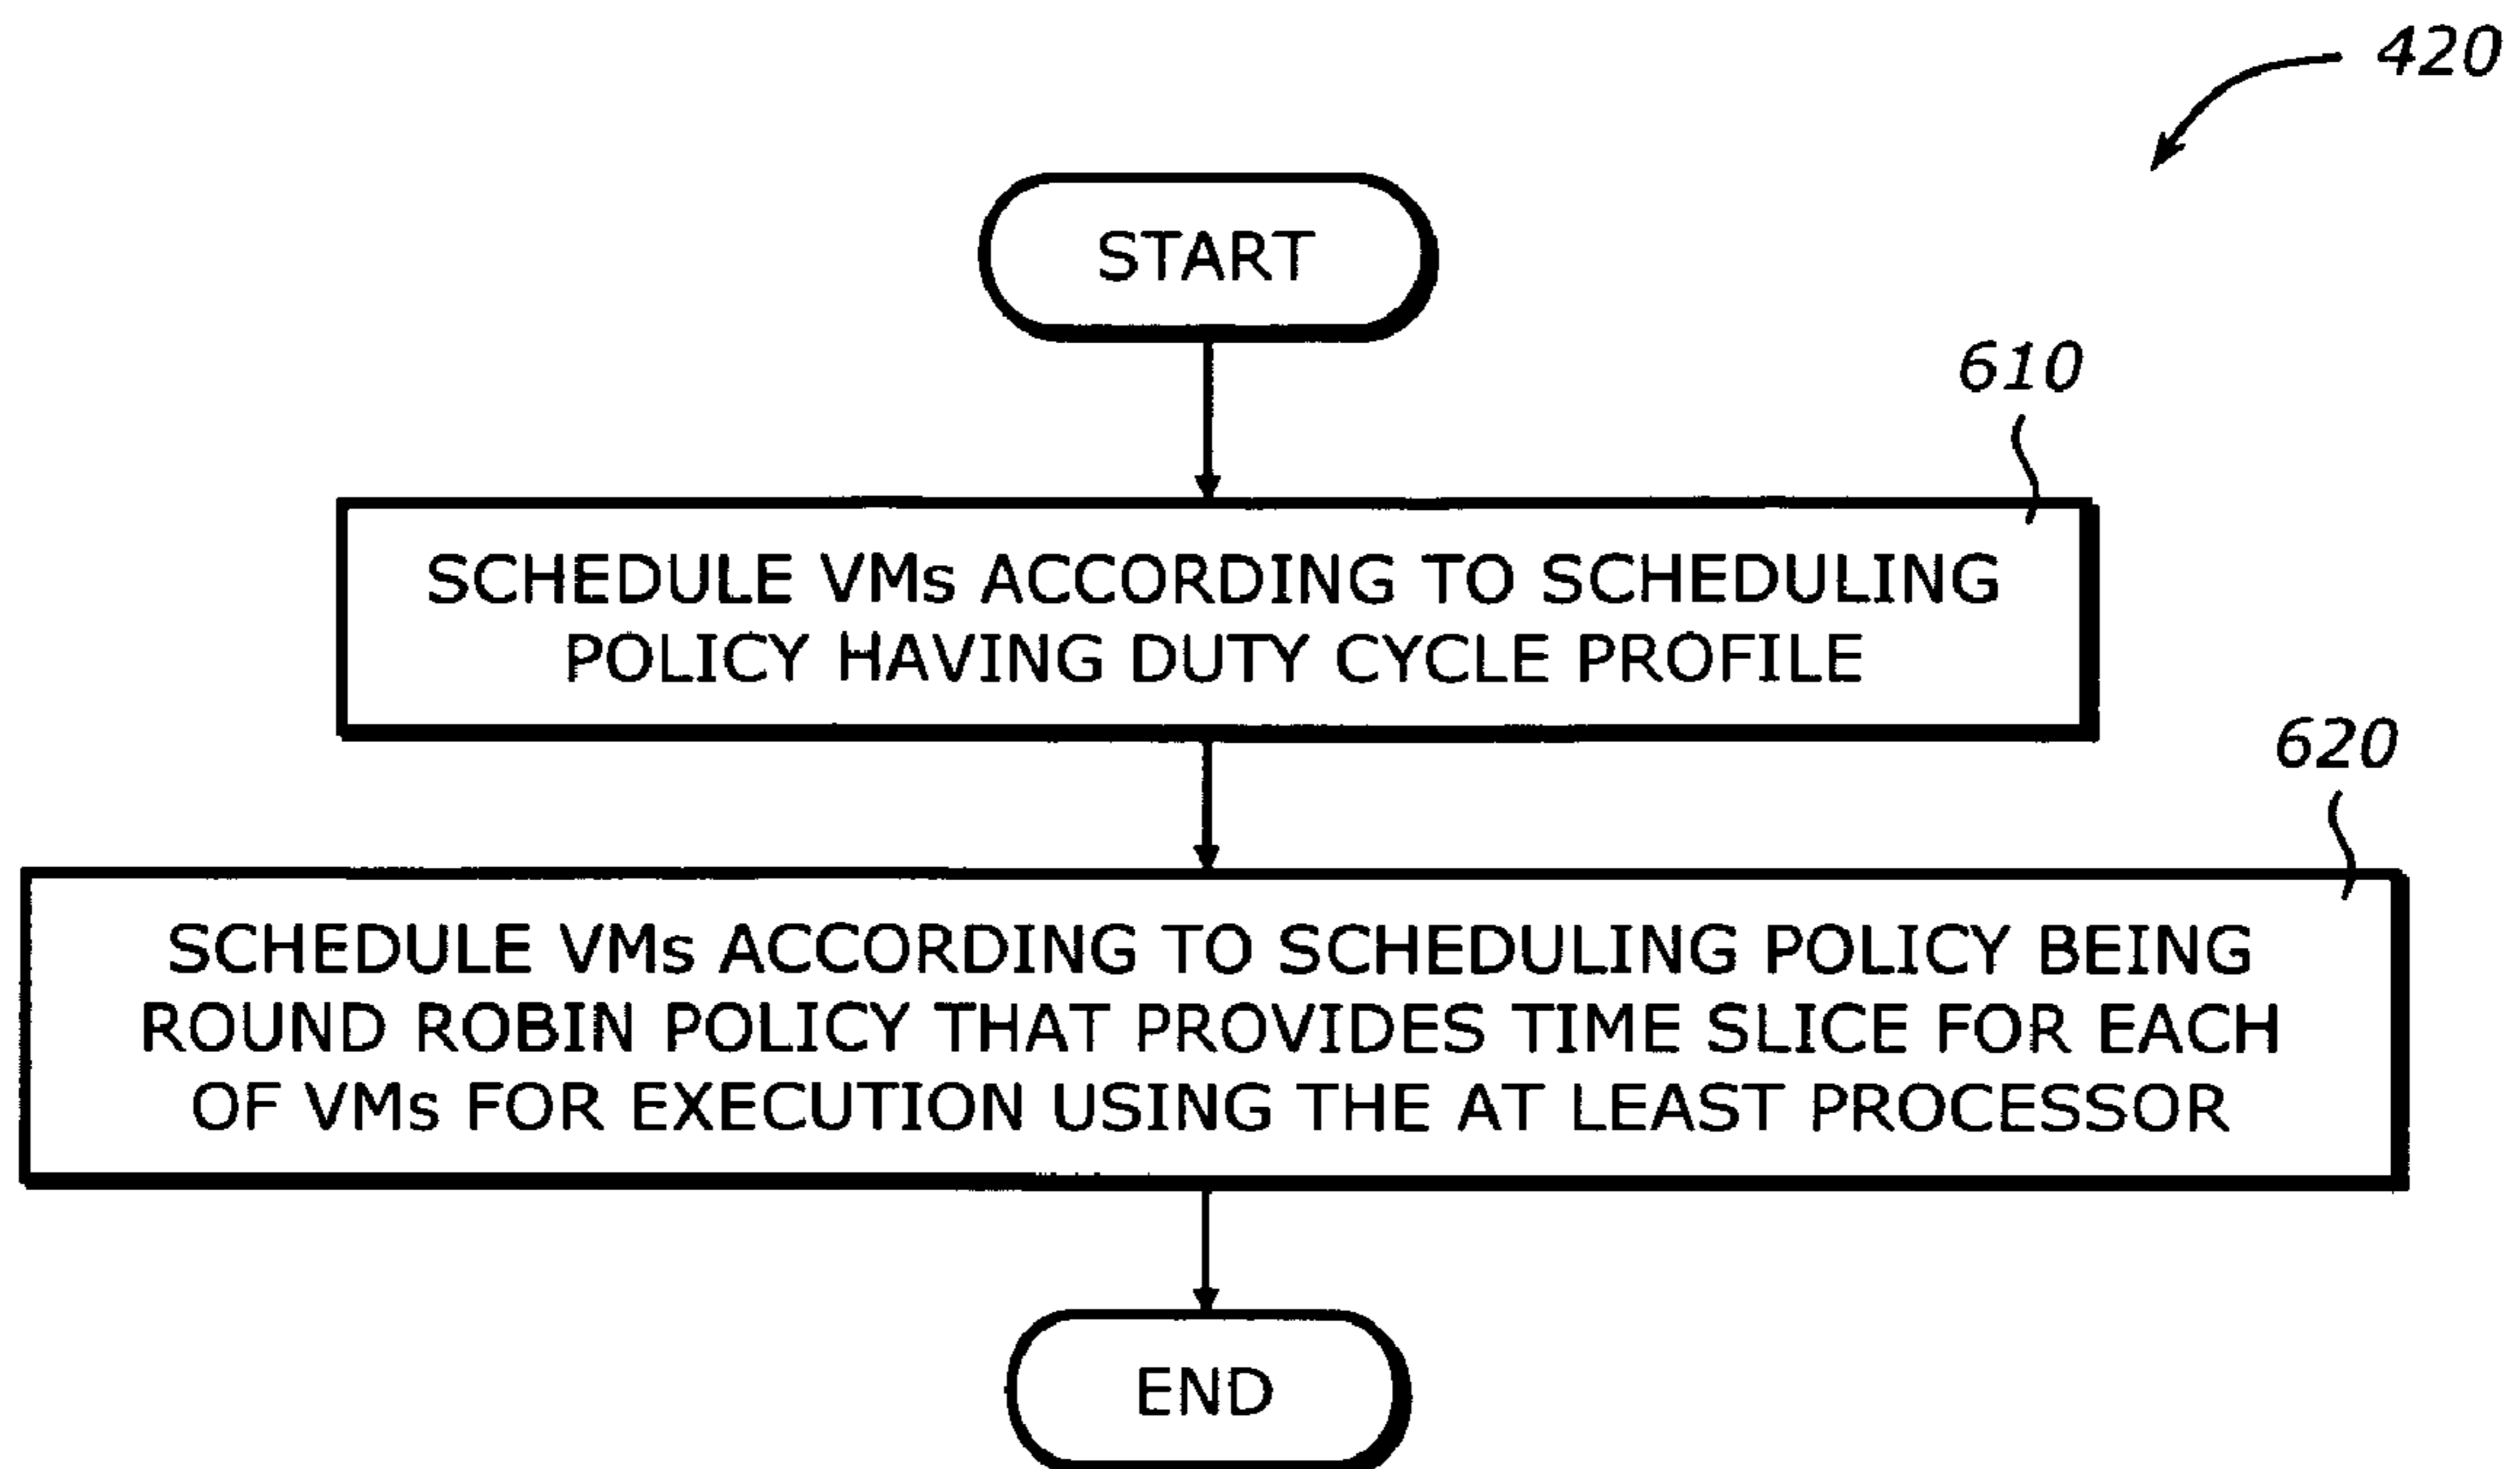 420
START
610
SCHEDULE VMs ACCORDING TO SCHEDULING
POLICY HAVING DUTY CYCLE PROFILE
620
SCHEDULE VMs ACCORDING TO SCHEDULING POLICY BEING
ROUND ROBIN POLICY THAT PROVIDES TIME SLICE FOR EACH
OF VMs FOR EXECUTION USING THE AT LEAST PROCESSOR
END